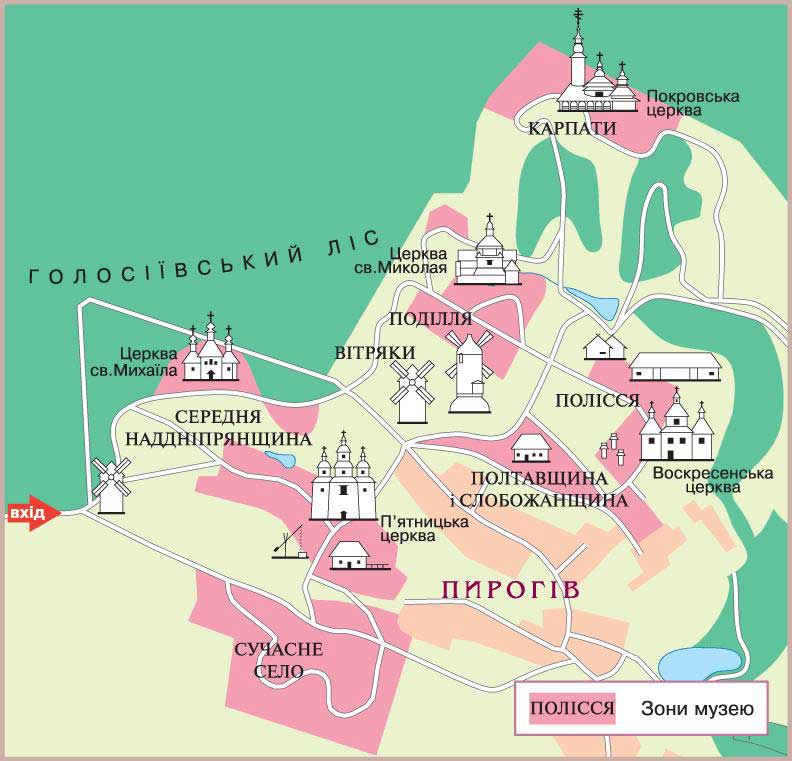 Покровська
церква
КАРПАТИ
ГОЛОСІЇВСЬКИЙ ЛІС
Церква
св.Миколая
ПОДІЛЛЯ
ВІТРЯКИ
Церква
св.Михаїла
СЕРЕДНЯ
НАДДНІПРЯНЩИНА
ПОЛІССЯ
ПОЛТАВЩИНА
і СЛОБОЖАНЩИНА
Воскресенська
церква
вхід
П'ятницька
церква
ПИРОГІВ
СУЧАСНЕ
СЕЛО
ПОЛІССЯ Зони музею